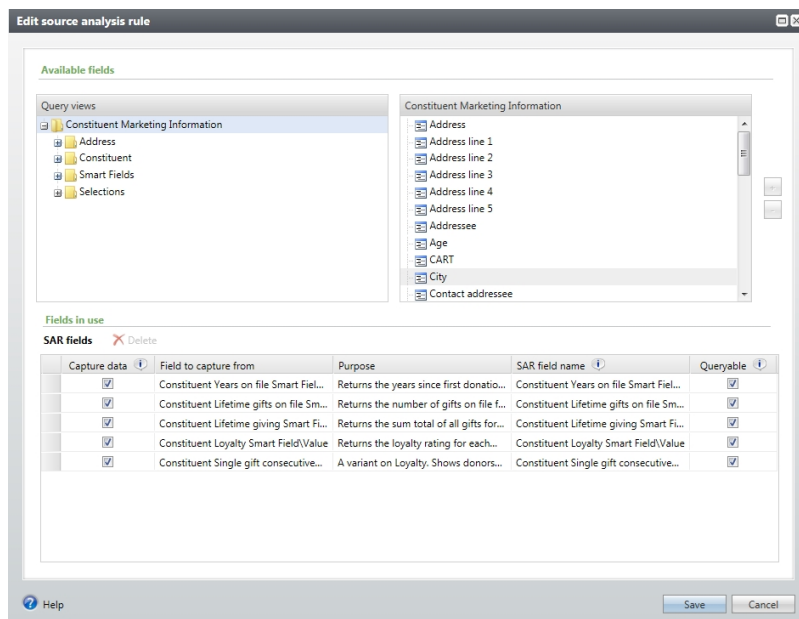 Edit source analysis rule
Available fields
Query views
Constituent Marketing Information
Address
Constituent
Smart Fields
Selections
Constituent Marketing Information
Address
Address line 1
Address line 2
Address line 3
Address line 4
Address line 5
Addressee
Age
CART
City
Contact addressee
Fields in use
SAR fields Delete
Capture data Field to capture from Purpose SAR field name Queryable
Constituent Years on file Smart Fiel... Returns the years since first donatio... Constituent Years on file Smart Fiel...
Constituent Lifetime gifts on file Sm... Returns the number of gifts on file f... Constituent Lifetime gifts on file Sm...
Constituent Lifetime giving Smart Fi... Returns the sum total of all gifts for... Constituent Lifetime giving Smart Fi...
Constituent Loyalty Smart Field\Value Returns the loyalty rating for each... Constituent Loyalty Smart Field\Value
Constituent Single gift consecutive... A variant on Loyalty. Shows donors... Constituent Single gift consecutive...
Help Save Cancel